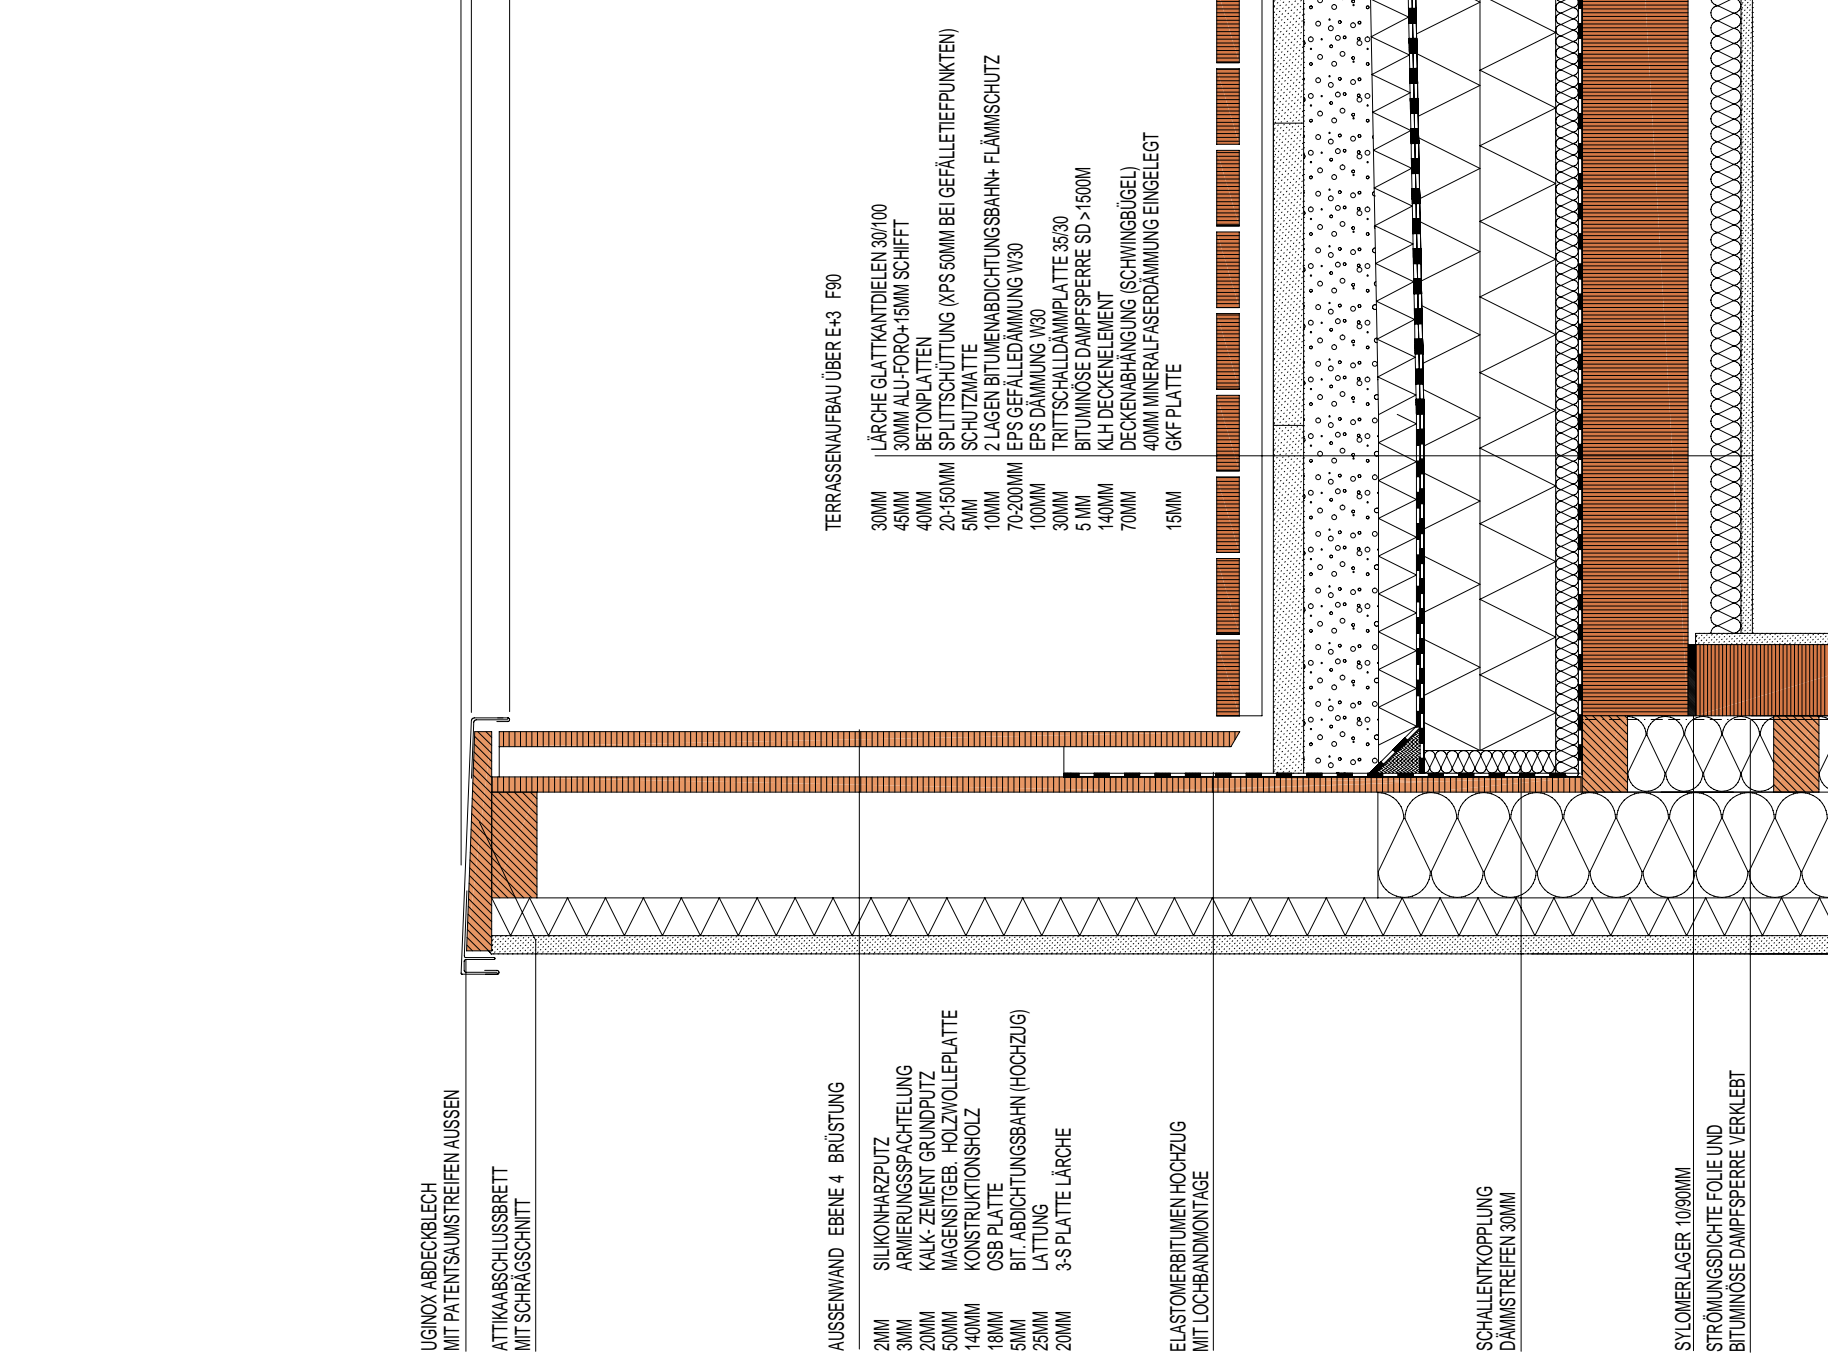 TERRASSENAUFBAU ÜBER E+3 F90
30MM LÄRCHE GLATTKANTDIELEN 30/100
45MM 30MM ALU-FORO+15MM SCHIFFT
40MM BETONPLATTEN
20-150MM SPLITTSCHÜTTUNG (XPS 50MM BEI GEFÄLLETIEFPUNKTEN)
5MM SCHUTZMATTE
10MM 2 LAGEN BITUMENABDICHTUNGSBAHN+ FLÄMMSCHUTZ
70-200MM EPS GEFÄLLEDÄMMUNG W30
100MM EPS DÄMMUNG W30
30MM TRITTSCHALLDÄMMPLATTE 35/30
5 MM BITUMINÖSE DAMPFSPERRE SD >1500M
140MM KLH DECKENELEMENT
70MM DECKENABHÄNGUNG (SCHWINGBÜGEL)
40MM MINERALFASERDÄMMUNG EINGELEGT
15MM GKF PLATTE
UGINOX ABDECKBLECH
MIT PATENTSAUMSTREIFEN AUSSEN
ATTIKAABSCHLUSSBRETT
MIT SCHRÄGSCHNITT
AUSSENWAND EBENE 4 BRÜSTUNG
2MM SILIKONHARZPUTZ
3MM ARMIERUNGSSPACHTELUNG
20MM KALK- ZEMENT GRUNDPUTZ
50MM MAGENSITGEB. HOLZWOLLEPLATTE
140MM KONSTRUKTIONSHOLZ
18MM OSB PLATTE
5MM BIT. ABDICHTUNGSBAHN (HOCHZUG)
25MM LATTUNG
20MM 3-S PLATTE LÄRCHE
ELASTOMERBITUMEN HOCHZUG
MIT LOCHBANDMONTAGE
SCHALLENTKOPPLUNG
DÄMMSTREIFEN 30MM
SYLOMERLAGER 10/90MM
STRÖMUNGSDICHTE FOLIE UND
BITUMINÖSE DAMPFSPERRE VERKLEBT